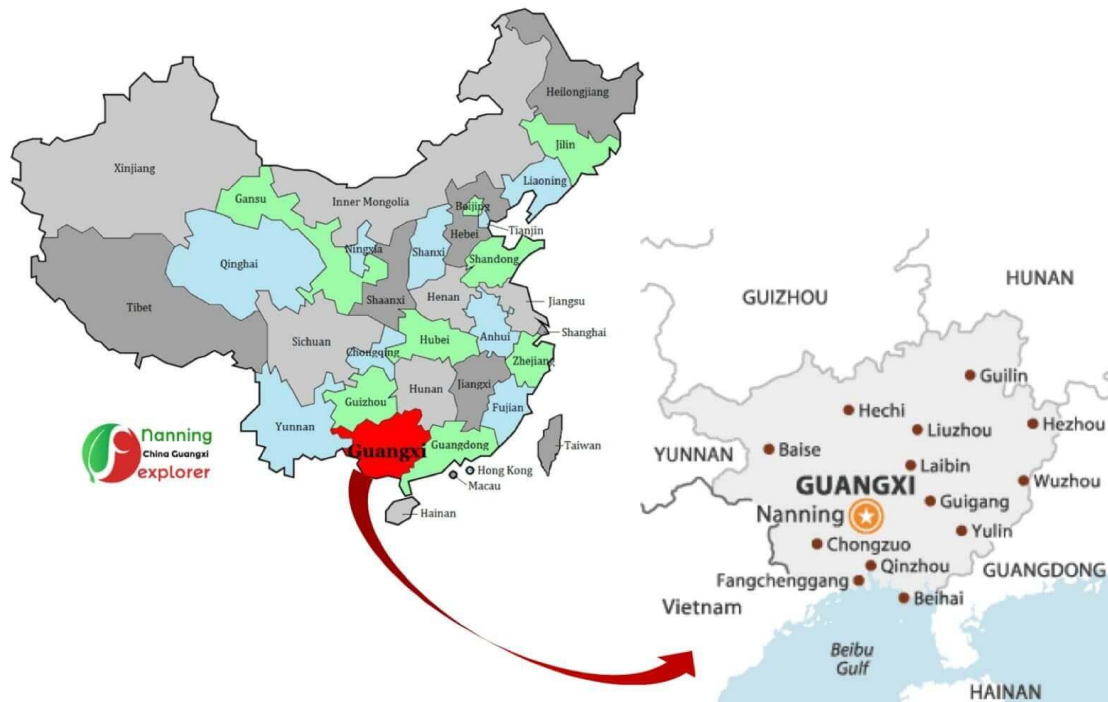 Heilongjiang
Jilin
Xinjiang
Liaoning
Gansu
Inner Mongolia
Beijing
Tianjin
Hebei
Ningxia
Shanxi
Shandong
Qinghai
Shaanxi
Henan
Jiangsu
Tibet
Shanghai
Sichuan
Hubei
Anhui
Chongqing
Zhejiang
Hunan
Jiangxi
Guizhou
Fujian
Yunnan
Guangxi
Guangdong
Taiwan
Hong Kong
Macau
Hainan
Nanning
China Guangxi
explorer
HUNAN
GUIZHOU
Guilin
Hechi
Hezhou
Liuzhou
Baise
YUNNAN
Laibin
Wuzhou
GUANGXI
Guigang
Nanning
Yulin
Chongzuo
Qinzhou
GUANGDONG
Fangchenggang
Beihai
Vietnam
Beibu
Gulf
HAINAN